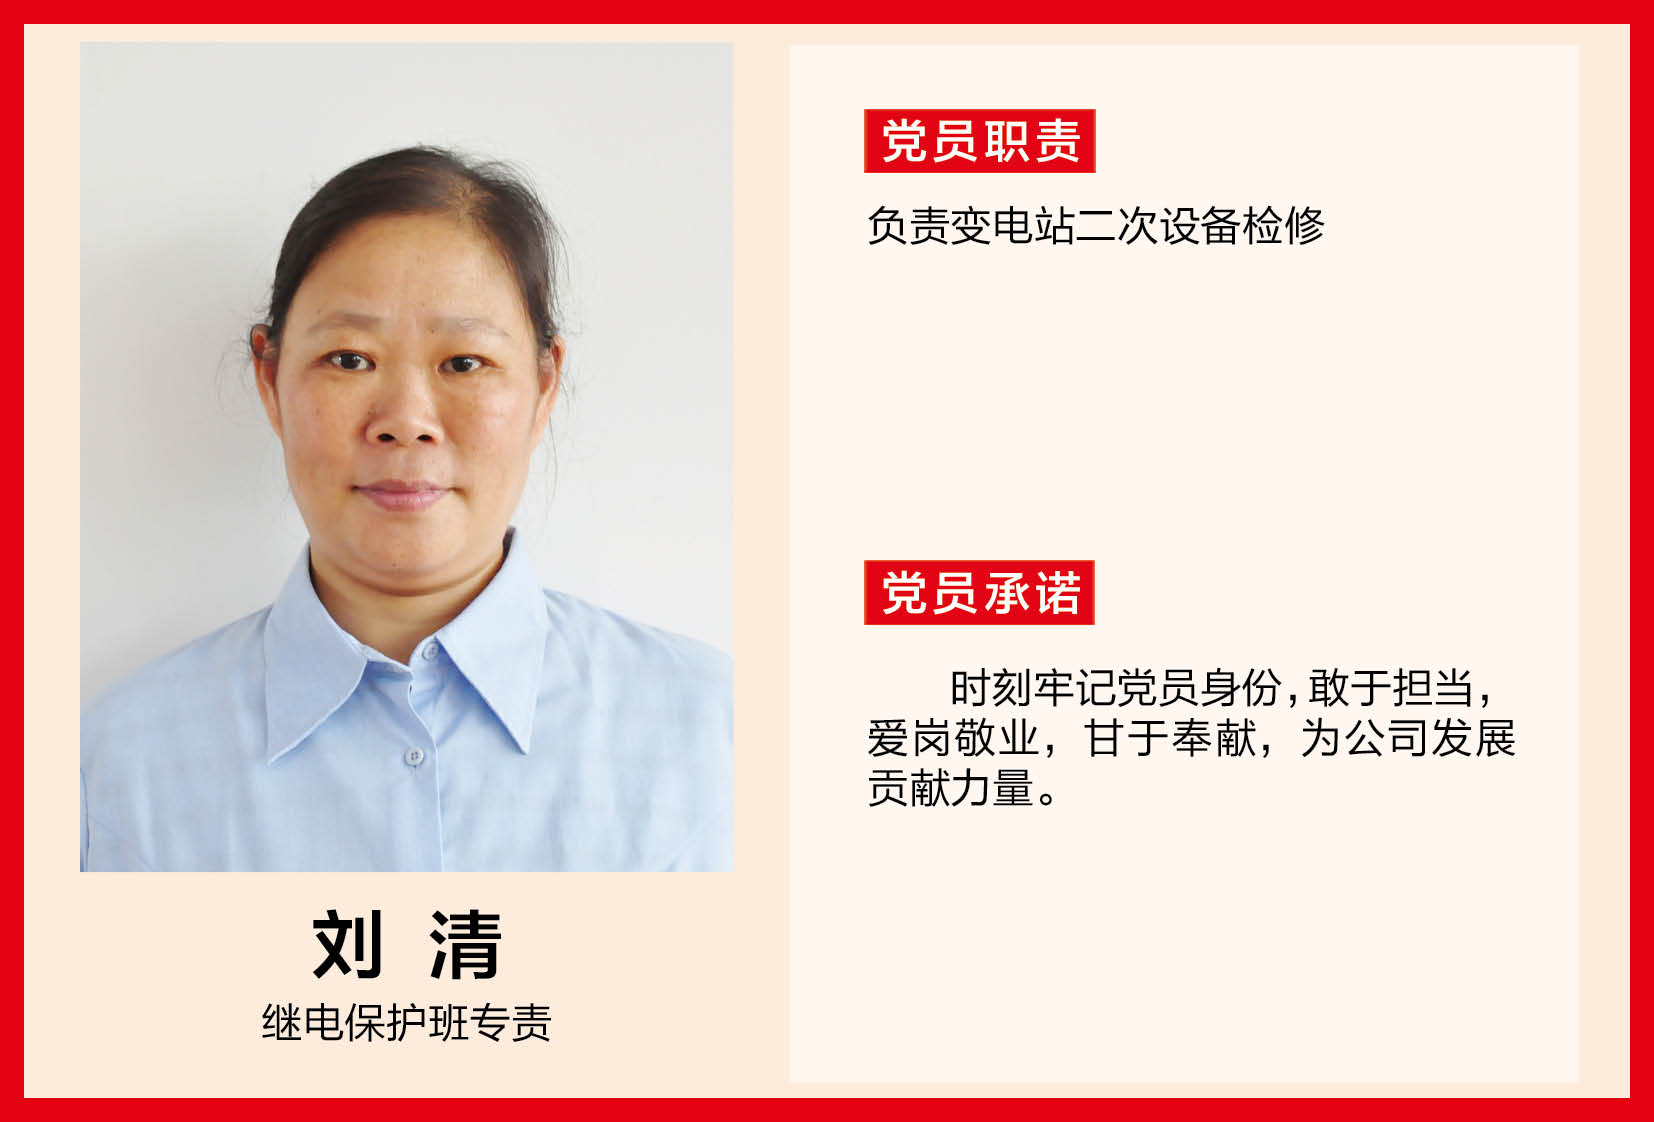 党员职责
负责变电站二次设备检修
党员承诺
时刻牢记党员身份,敢于担当，
爱岗敬业，甘于奉献，为公司发展
贡献力量。
刘 清
继电保护班专责